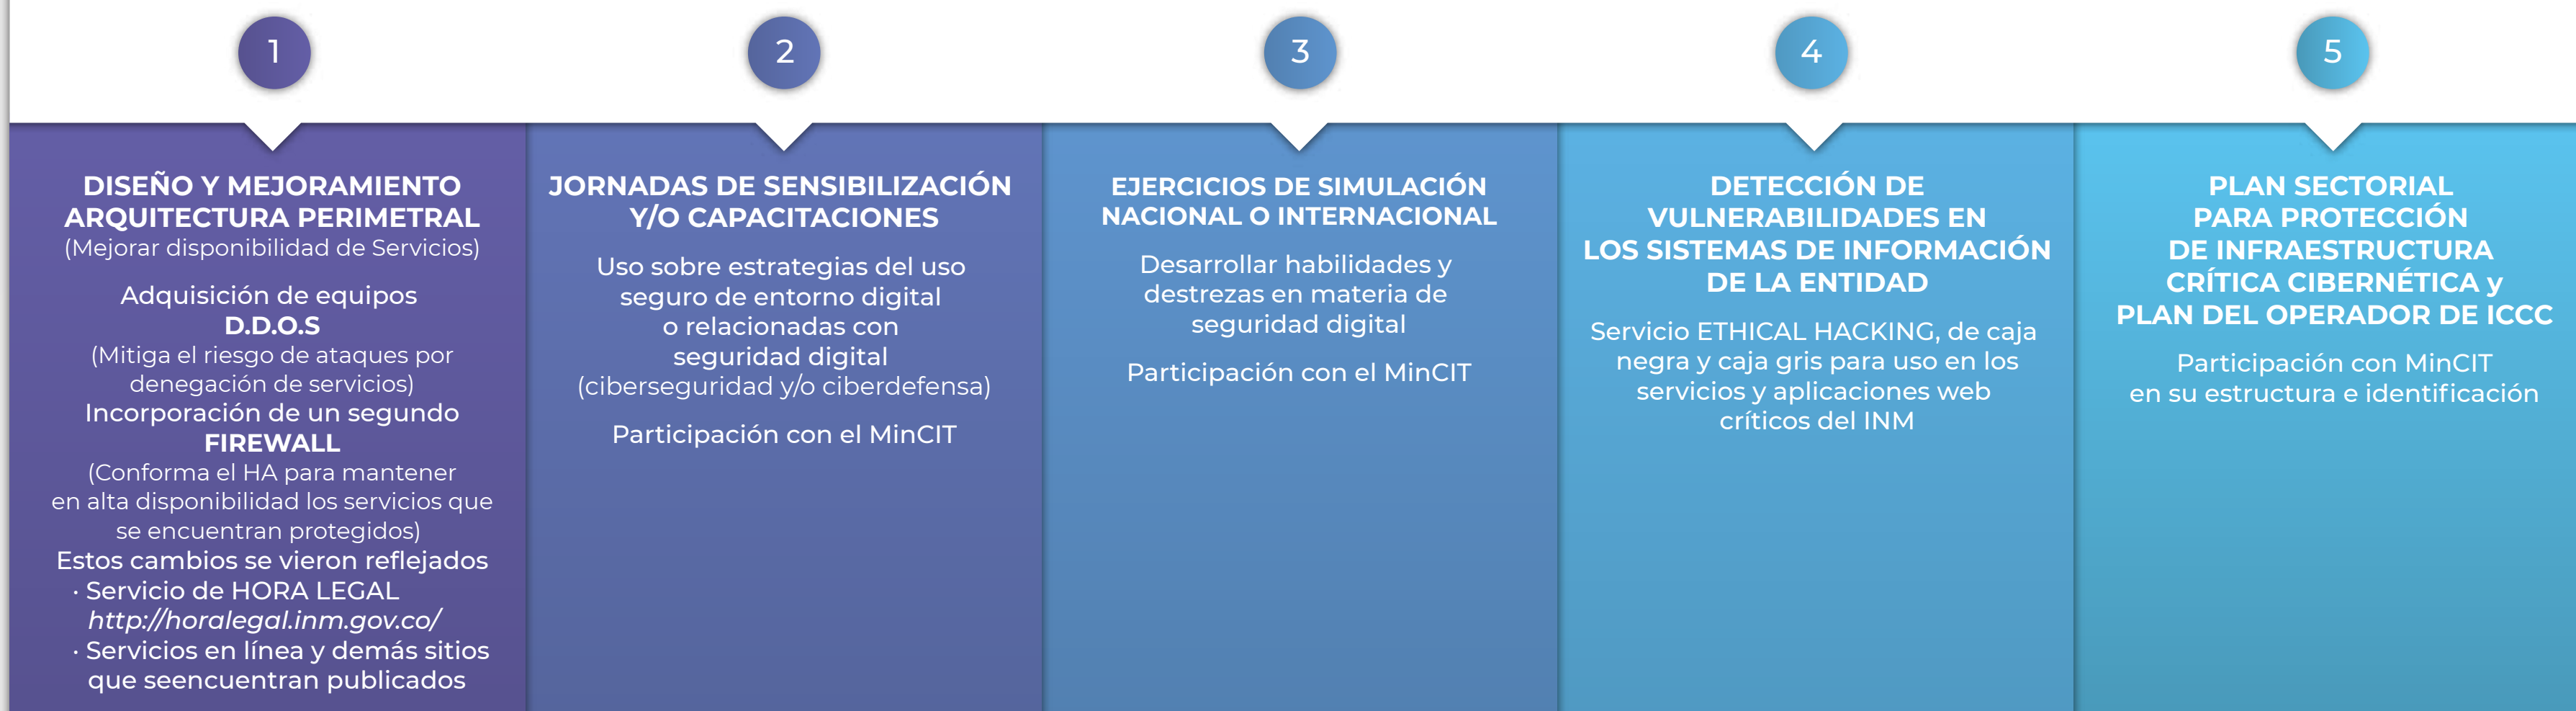 1
DISEÑO Y MEJORAMIENTO
ARQUITECTURA PERIMETRAL
(Mejorar disponibilidad de Servicios)
Adquisición de equipos
D.D.O.S
(Mitiga el riesgo de ataques por
denegación de servicios)
Incorporación de un segundo
FIREWALL
(Conforma el HA para mantener
en alta disponibilidad los servicios que
se encuentran protegidos)
Estos cambios se vieron reflejados
· Servicio de HORA LEGAL
http://horalegal.inm.gov.co/
· Servicios en línea y demás sitios
que seencuentran publicados
2
JORNADAS DE SENSIBILIZACIÓN
Y/O CAPACITACIONES
Uso sobre estrategias del uso
seguro de entorno digital
o relacionadas con
seguridad digital
(ciberseguridad y/o ciberdefensa)
Participación con el MinCIT
3
EJERCICIOS DE SIMULACIÓN
NACIONAL O INTERNACIONAL
Desarrollar habilidades y
destrezas en materia de
seguridad digital
Participación con el MinCIT
4
DETECCIÓN DE
VULNERABILIDADES EN
LOS SISTEMAS DE INFORMACIÓN
DE LA ENTIDAD
Servicio ETHICAL HACKING, de caja
negra y caja gris para uso en los
servicios y aplicaciones web
críticos del INM
5
PLAN SECTORIAL
PARA PROTECCIÓN
DE INFRAESTRUCTURA
CRÍTICA CIBERNÉTICA y
PLAN DEL OPERADOR DE ICCC
Participación con MinCIT
en su estructura e identificación